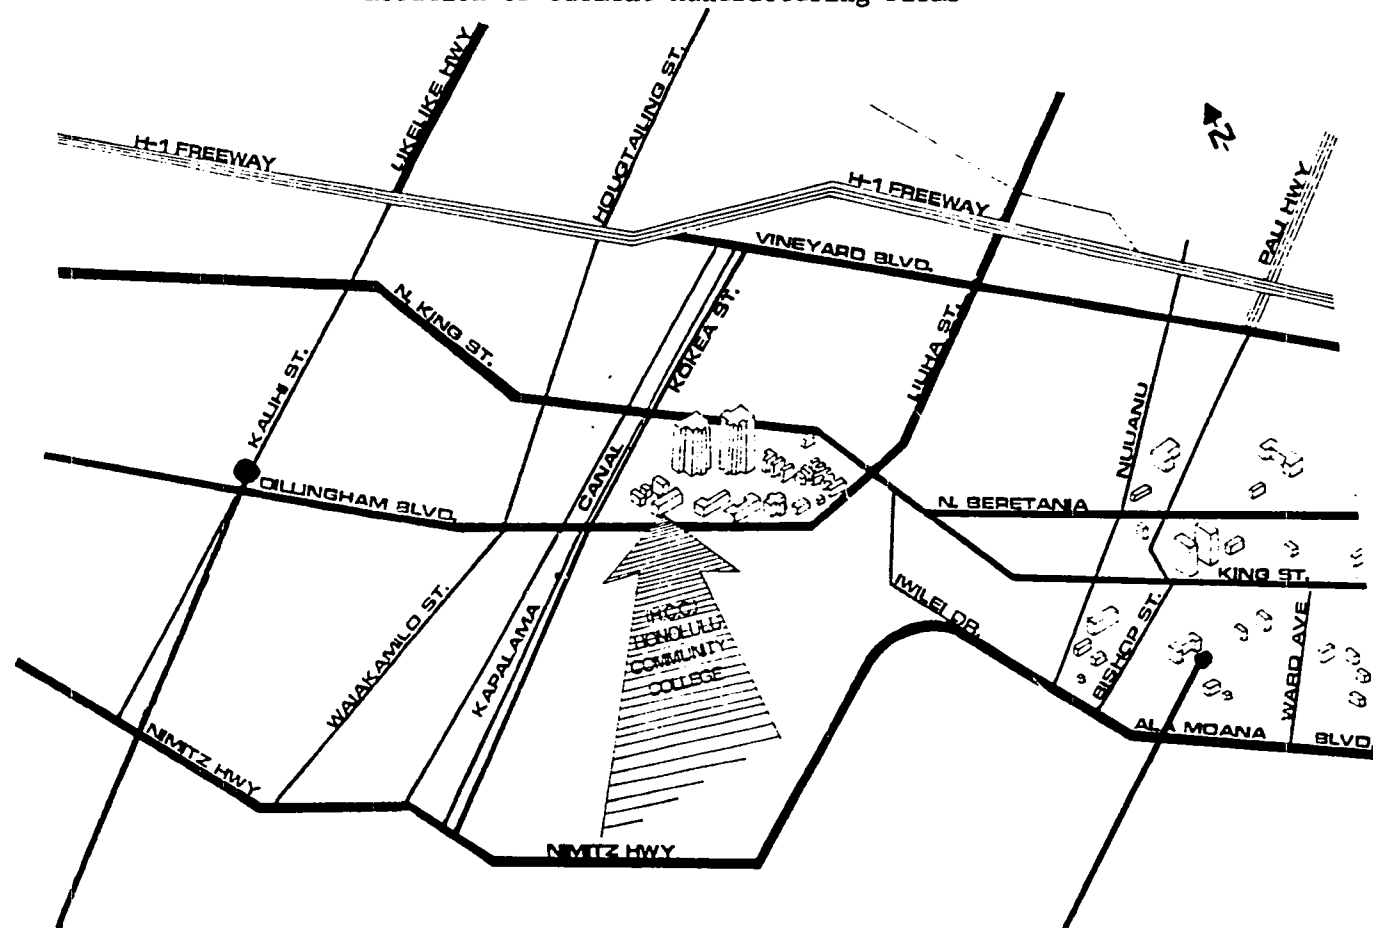 LIKELIKE HWY
HOUGTAILING ST.
H-1 FREEWAY
H-1 FREEWAY
N
PALI HWY
VINEYARD BLVD.
N. KING ST.
KOKEA ST.
LILIHA ST.
KALIHI ST.
NUUANU
CANAL
DILLINGHAM BLVD.
N. BERETANIA
KING ST.
IWILEI DR.
BISHOP ST.
WARD AVE
WAIAKAMILO ST.
KAPALAMA
(HCC)
HONOLULU
COMMUNITY
COLLEGE
ALA MOANA BLVD.
NIMITZ HWY
NIMITZ HWY